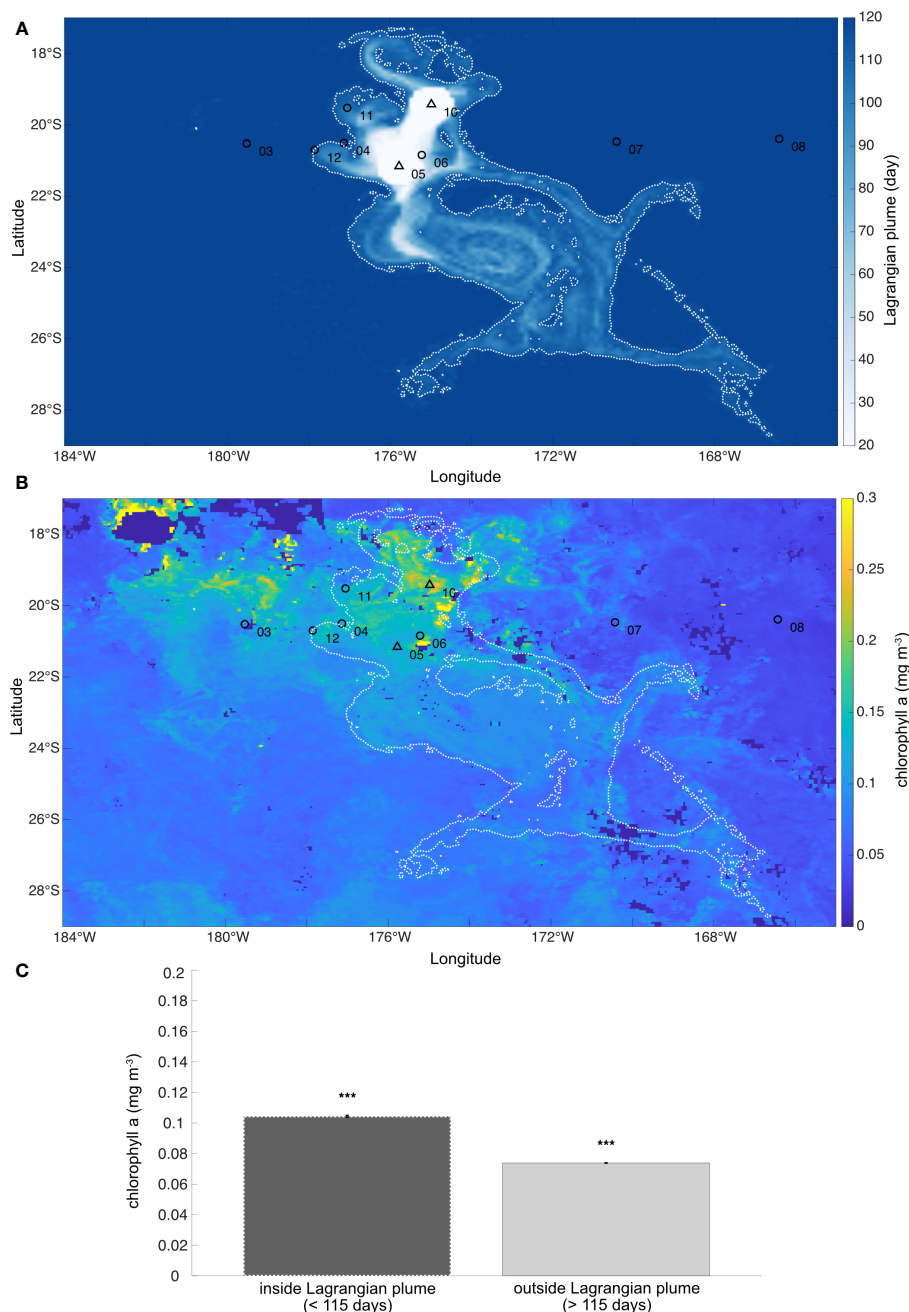 A
18°S
20°S
22°S
24°S
26°S
28°S
Latitude
184°W
180°W
176°W
172°W
168°W
Longitude
03
12
04
11
10
05
06
07
08
120
110
100
90
80
70
60
50
40
30
20
Lagrangian plume (day)
B
18°S
20°S
22°S
24°S
26°S
28°S
Latitude
184°W
180°W
176°W
172°W
168°W
Longitude
03
12
04
11
10
05
06
07
08
0.3
0.25
0.2
0.15
0.1
0.05
0
chlorophyll a (mg m-3)
C
0.2
0.18
0.16
0.14
0.12
0.1
0.08
0.06
0.04
0.02
0
chlorophyll a (mg m-3)
***
***
inside Lagrangian plume
(< 115 days)
outside Lagrangian plume
(> 115 days)